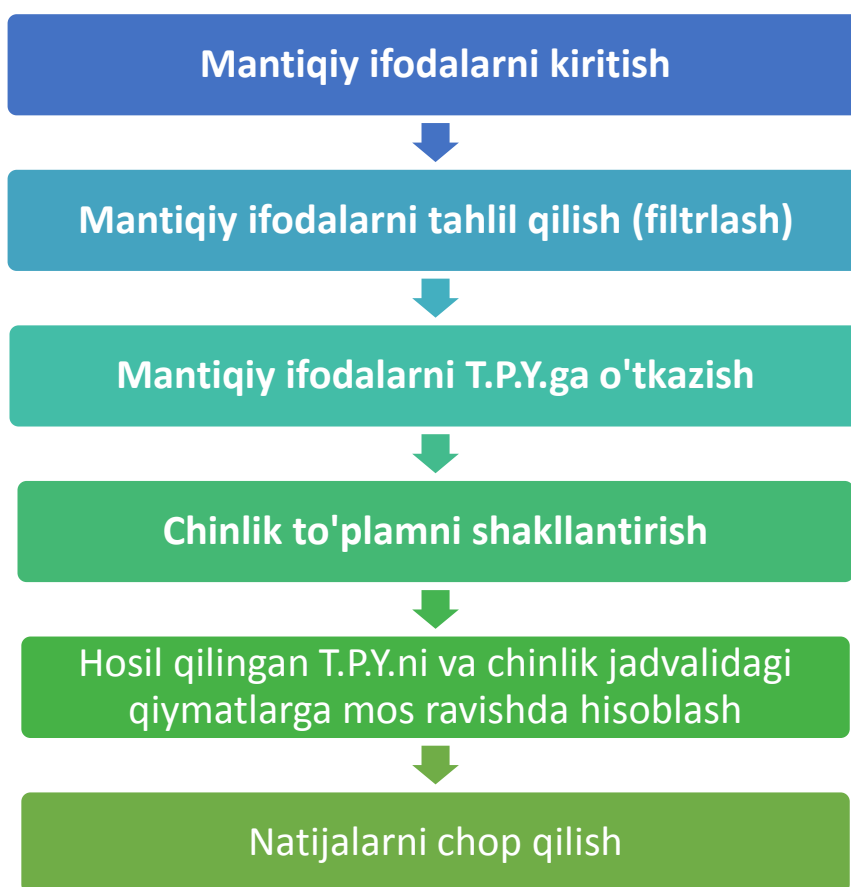 Mantiqiy ifodalarni kiritish
Mantiqiy ifodalarni tahlil qilish (filtrlash)
Mantiqiy ifodalarni T.P.Y.ga o'tkazish
Chinlik to'plamni shakllantirish
Hosil qilingan T.P.Y.ni va chinlik jadvalidagi
qiymatlarga mos ravishda hisoblash
Natijalarni chop qilish